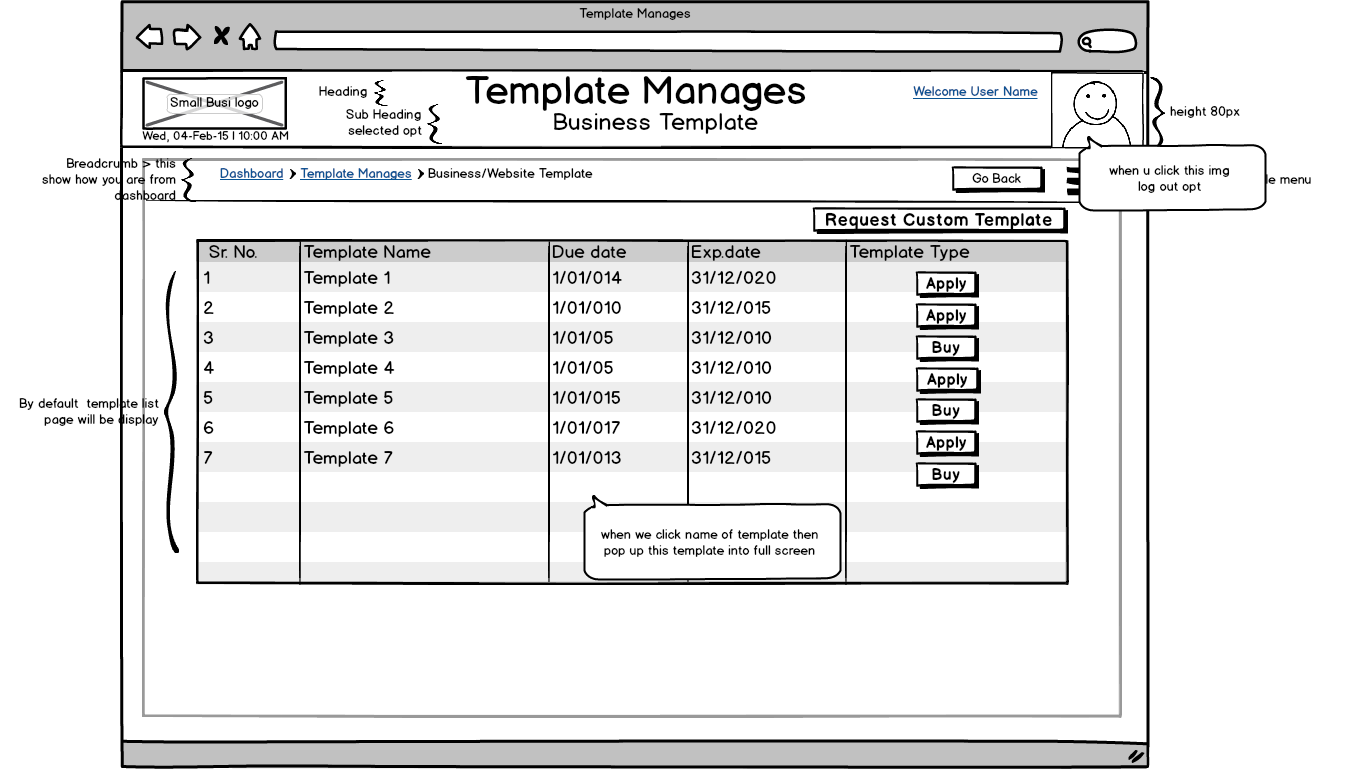 Template Manages
Small Busi logo
Wed, 04-Feb-15 I 10:00 AM
Heading
Sub Heading
selected opt
Template Manages
Business Template
Welcome User Name
height 80px
Breadcrumb > this
show how you are from
dashboard
Dashboard > Template Manages > Business/Website Template
Go Back
when u click this img
log out opt
menu
Request Custom Template
Sr. No. Template Name Due date Exp.date Template Type
1 Template 1 1/01/014 31/12/020 Apply
2 Template 2 1/01/010 31/12/015 Apply
3 Template 3 1/01/05 31/12/010 Buy
4 Template 4 1/01/05 31/12/010 Apply
5 Template 5 1/01/015 31/12/010 Buy
6 Template 6 1/01/017 31/12/020 Apply
7 Template 7 1/01/013 31/12/015 Buy
By default template list
page will be display
when we click name of template then
pop up this template into full screen